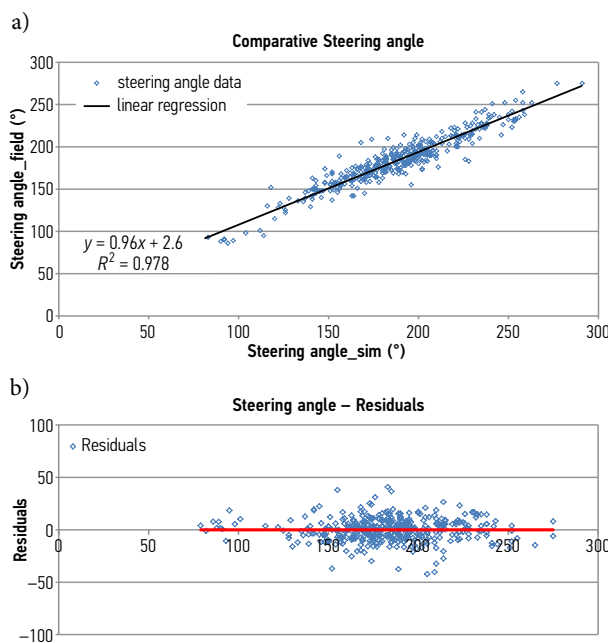 a)
Comparative Steering angle
300
250
200
150
100
50
0
steering angle data
linear regression
y = 0.96x + 2.6
R² = 0.978
Steering angle_field (°)
0 50 100 150 200 250 300
Steering angle_sim (°)
b)
Steering angle – Residuals
100
50
0
−50
−100
Residuals
Residuals
0 50 100 150 200 250 300